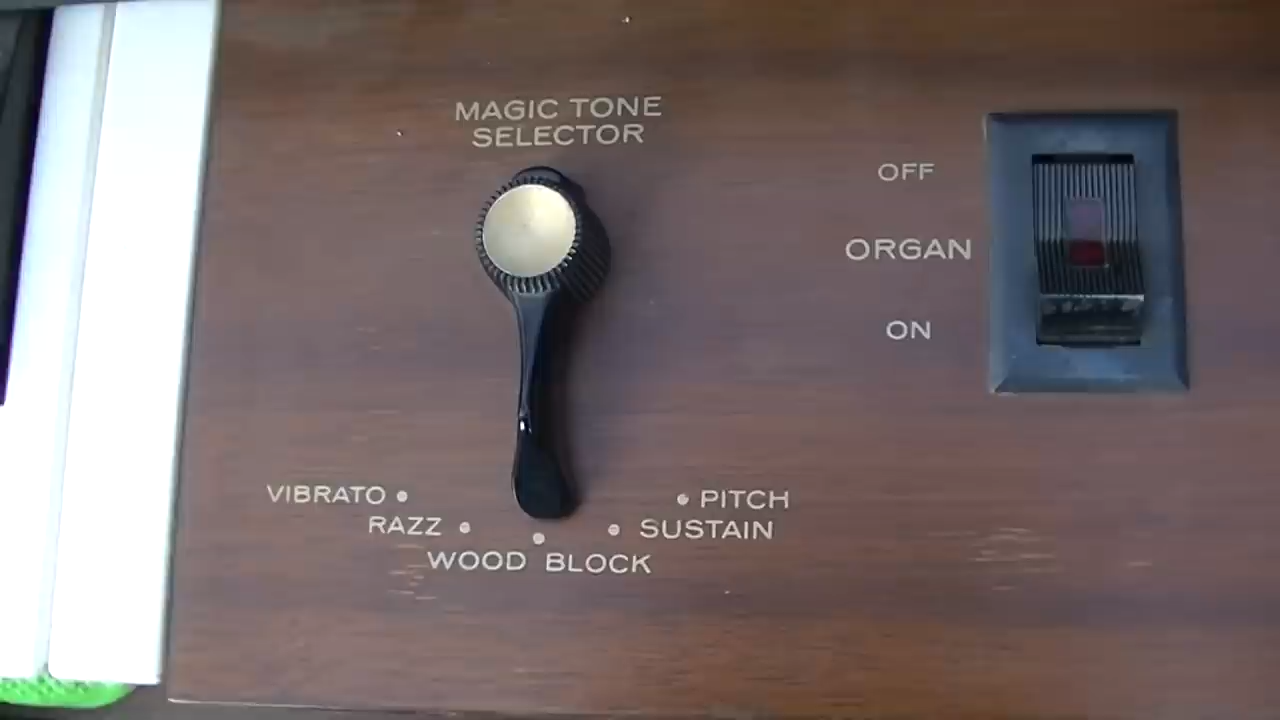 MAGIC TONE
SELECTOR
OFF
ORGAN
ON
VIBRATO
PITCH
RAZZ
SUSTAIN
WOOD BLOCK